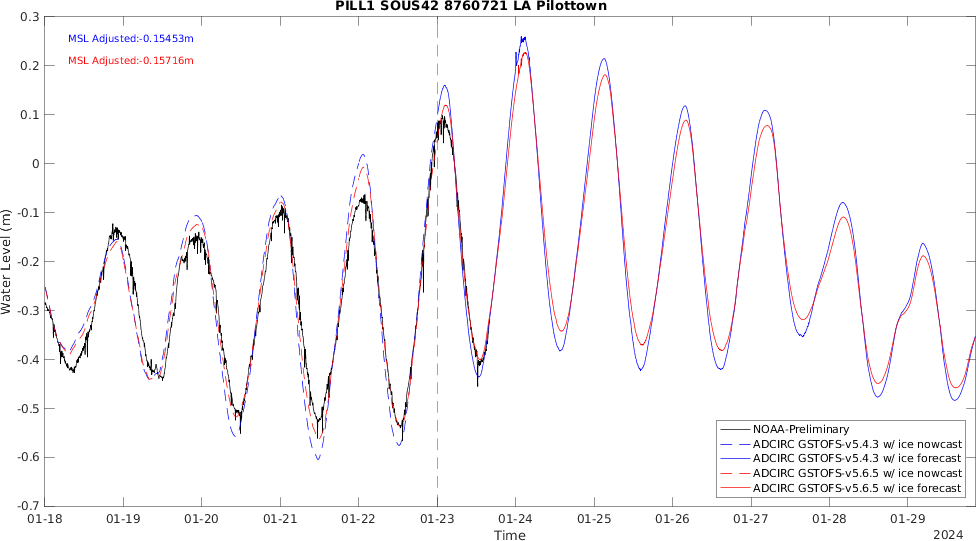 PILL1 SOUS42 8760721 LA Pilottown
MSL Adjusted:-0.15453m
MSL Adjusted:-0.15716m
Water Level (m)
0.3
0.2
0.1
0
-0.1
-0.2
-0.3
-0.4
-0.5
-0.6
-0.7
NOAA-Preliminary
ADCIRC GSTOFS-v5.4.3 w/ ice nowcast
ADCIRC GSTOFS-v5.4.3 w/ ice forecast
ADCIRC GSTOFS-v5.6.5 w/ ice nowcast
ADCIRC GSTOFS-v5.6.5 w/ ice forecast
01-18 01-19 01-20 01-21 01-22 01-23 01-24 01-25 01-26 01-27 01-28 01-29
Time
2024